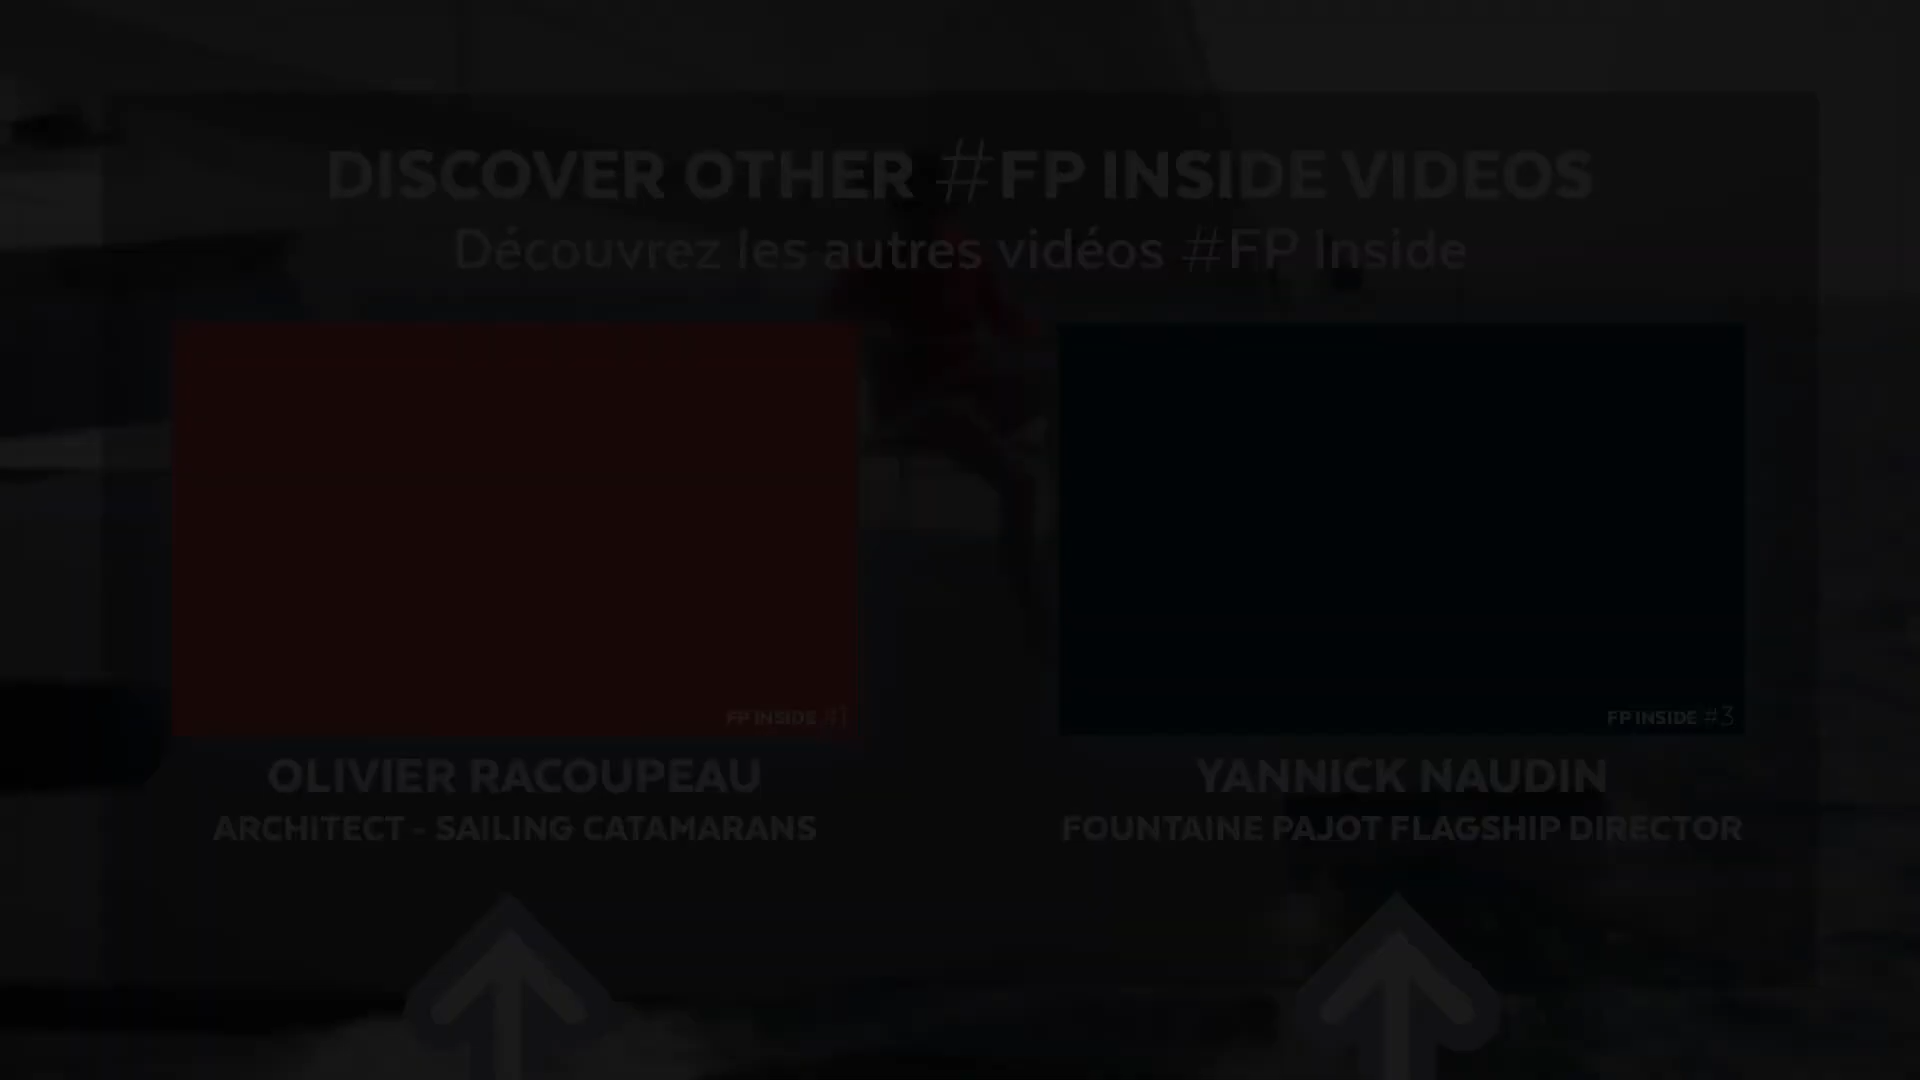 DISCOVER OTHER #FP INSIDE VIDEOS
Découvrez les autres vidéos #FP Inside
FP INSIDE #1
FP INSIDE #3
OLIVIER RACOUPEAU
ARCHITECT - SAILING CATAMARANS
YANNICK NAUDIN
FOUNTAINE PAJOT FLAGSHIP DIRECTOR